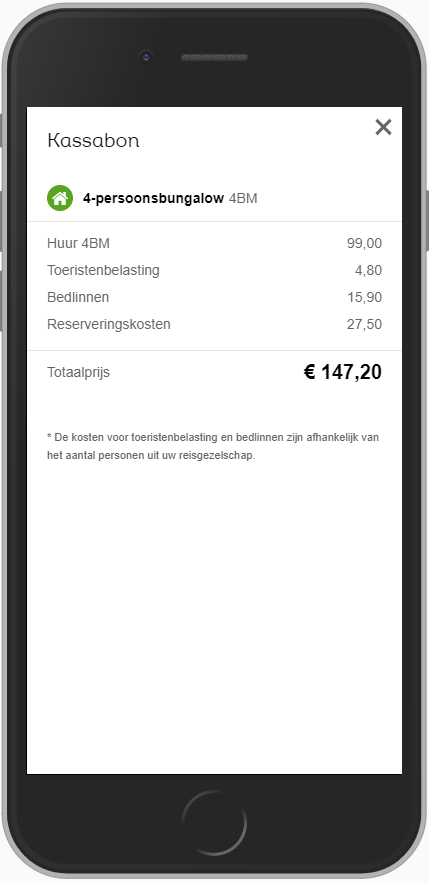 Kassabon
4-persoonsbungalow 4BM
Huur 4BM 99,00
Toeristenbelasting 4,80
Bedlinnen 15,90
Reserveringskosten 27,50
Totaalprijs € 147,20
* De kosten voor toeristenbelasting en bedlinnen zijn afhankelijk van
het aantal personen uit uw reisgezelschap.